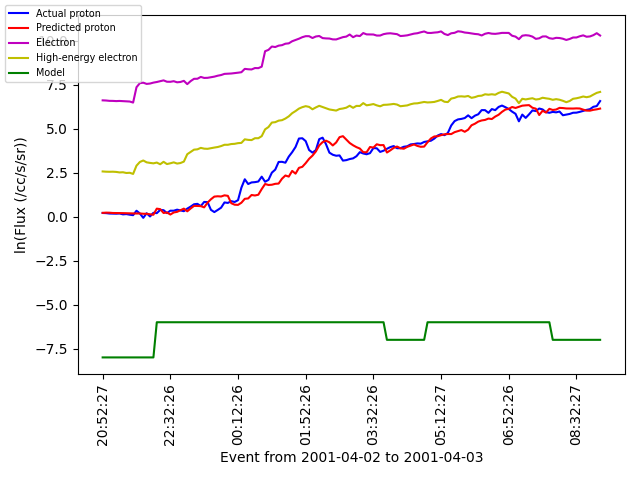 Actual proton
Predicted proton
Electron
High-energy electron
Model
10.0
7.5
5.0
2.5
0.0
−2.5
−5.0
−7.5
ln(Flux (/cc/s/sr))
20:52:27
22:32:26
00:12:26
01:52:26
03:32:26
05:12:27
06:52:26
08:32:27
Event from 2001-04-02 to 2001-04-03